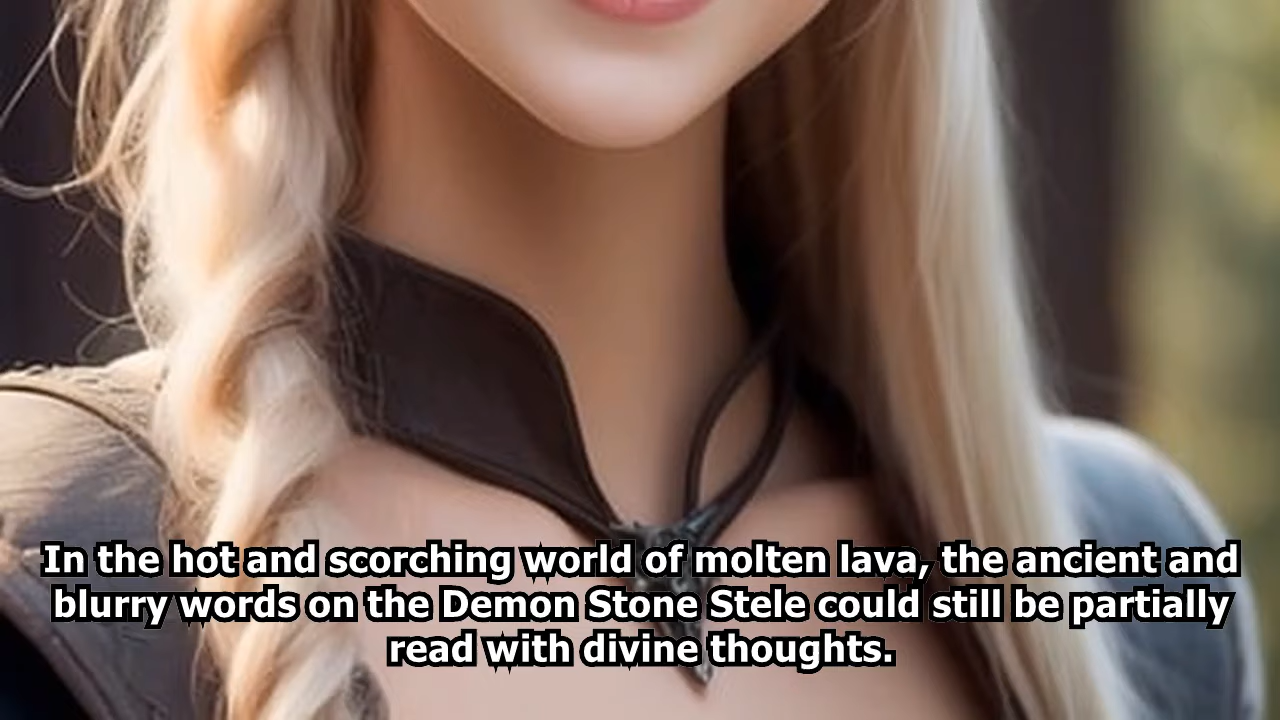 In the hot and scorching world of molten lava, the ancient and
blurry words on the Demon Stone Stele could still be partially
read with divine thoughts.